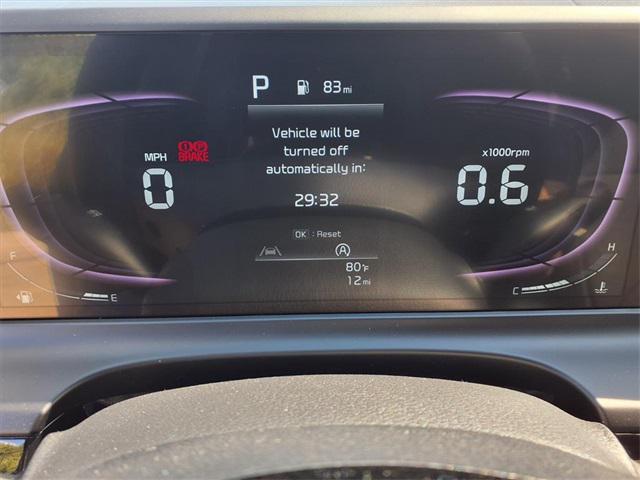 P 83 mi
Vehicle will be
turned off
automatically in:
29:32
OK : Reset
80°F
12 mi
MPH
0
P
BRAKE
x1000rpm
0.6
F
E
H
C